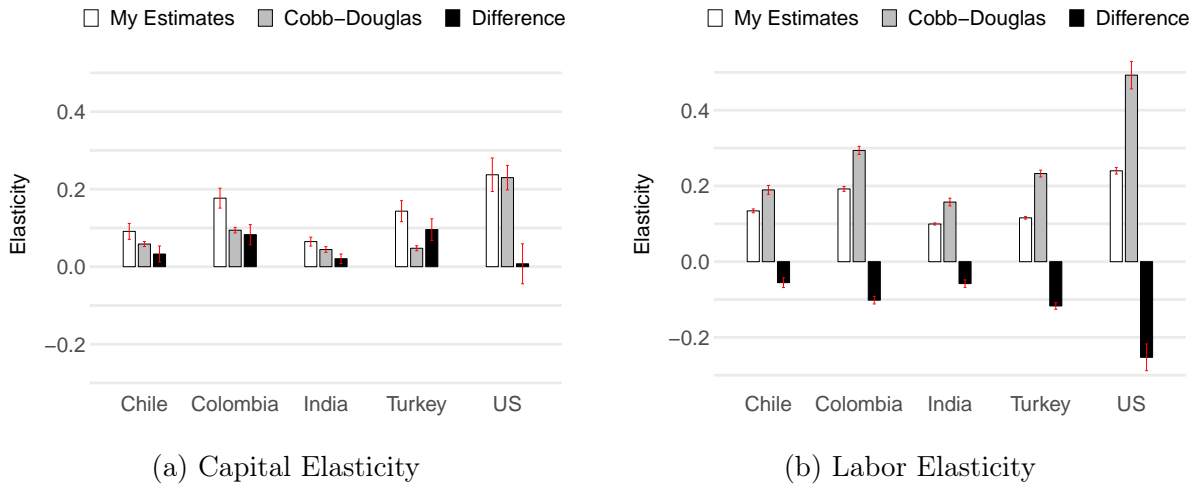 My Estimates Cobb−Douglas Difference
Elasticity
0.4
0.2
0.0
−0.2
Chile Colombia India Turkey US
(a) Capital Elasticity
My Estimates Cobb−Douglas Difference
Elasticity
0.4
0.2
0.0
−0.2
Chile Colombia India Turkey US
(b) Labor Elasticity